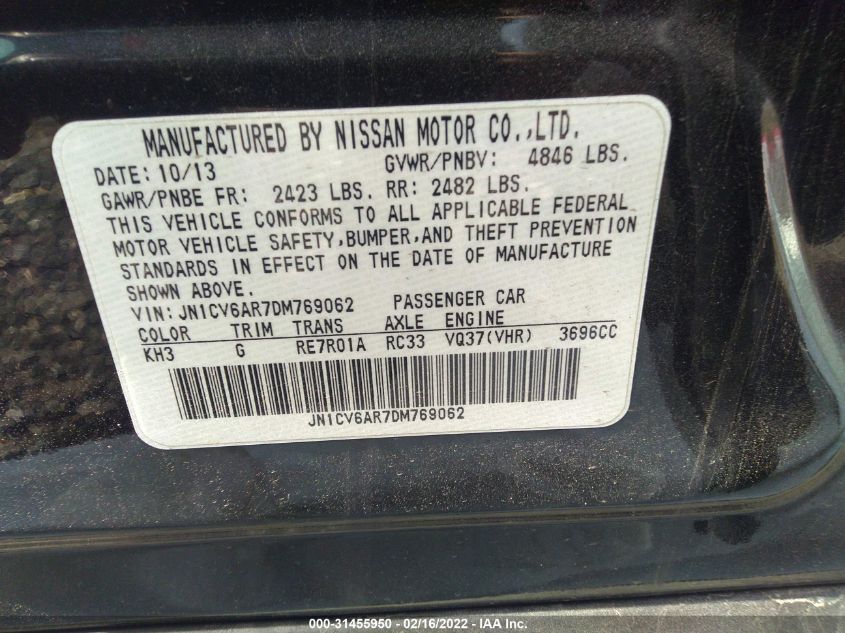 MANUFACTURED BY NISSAN MOTOR CO.,LTD.
DATE: 10/13 GVWR/PNBV: 4846 LBS.
GAWR/PNBE FR: 2423 LBS. RR: 2482 LBS.
THIS VEHICLE CONFORMS TO ALL APPLICABLE FEDERAL
MOTOR VEHICLE SAFETY,BUMPER,AND THEFT PREVENTION
STANDARDS IN EFFECT ON THE DATE OF MANUFACTURE
SHOWN ABOVE.
VIN: JN1CV6AR7DM769062 PASSENGER CAR
COLOR TRIM TRANS AXLE ENGINE
KH3 G RE7R01A RC33 VQ37(VHR) 3696CC
JN1CV6AR7DM769062
000-31455950 - 02/16/2022 - IAA Inc.